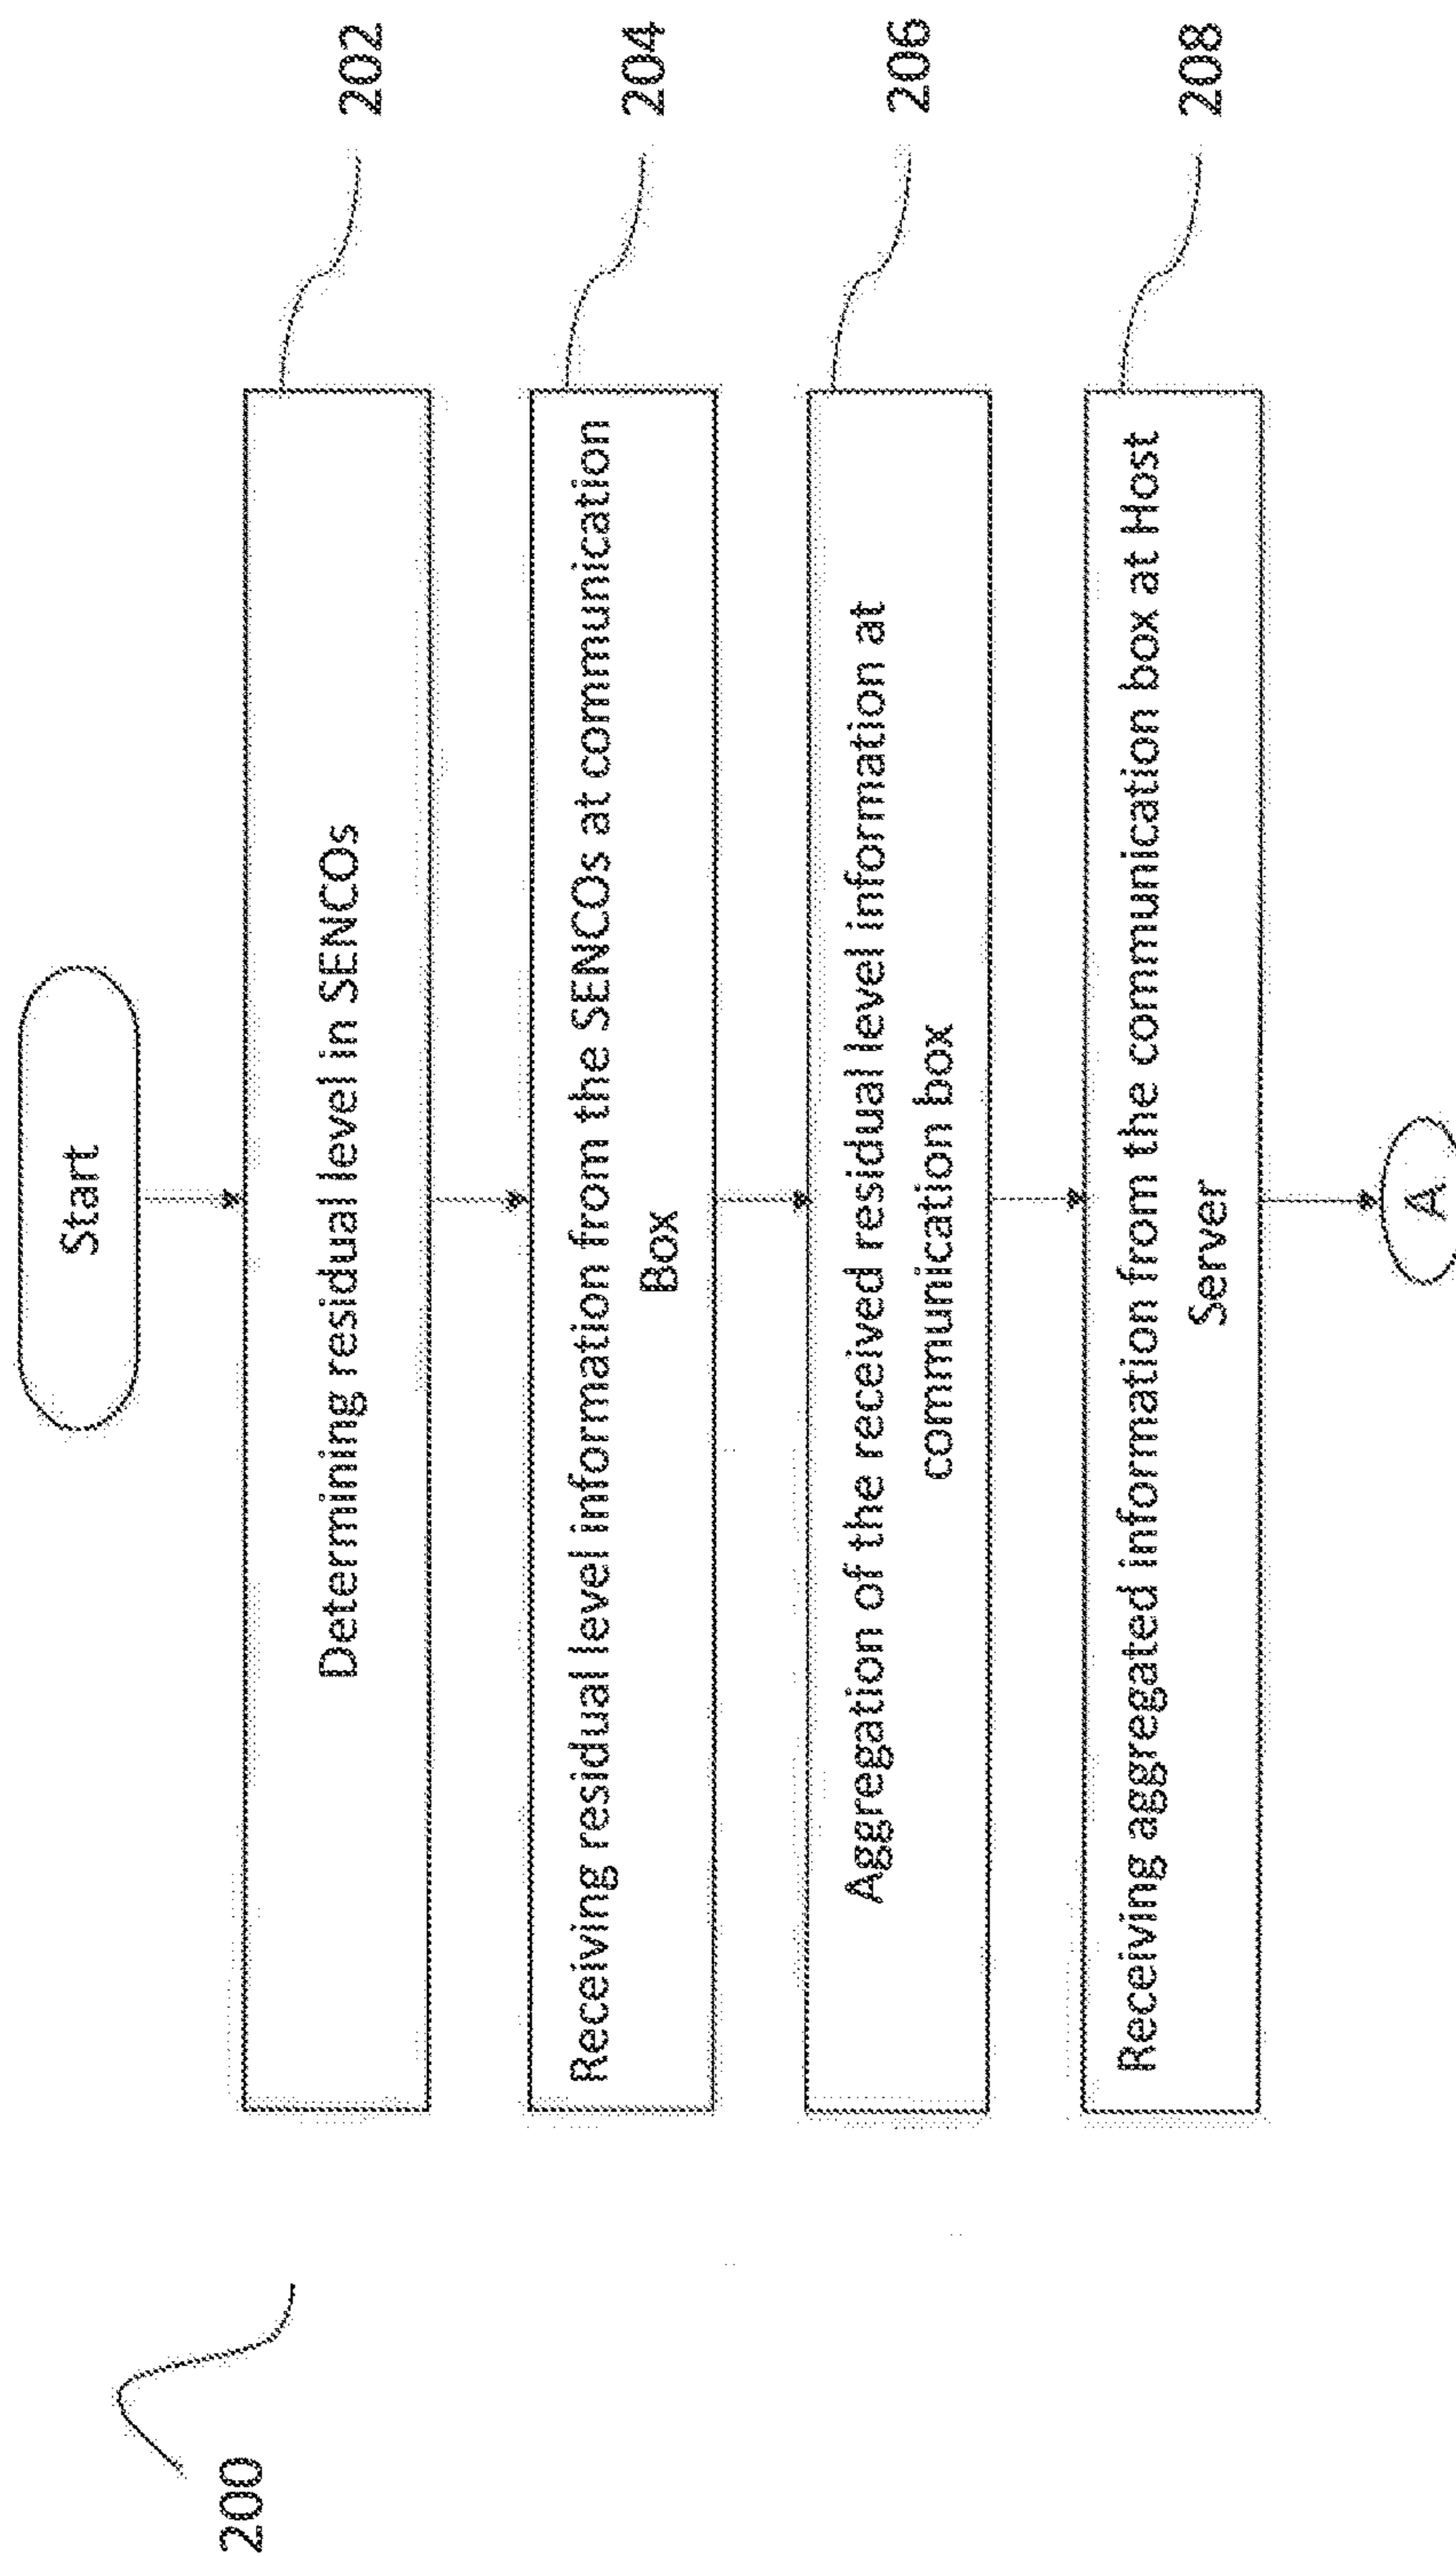 200
Start
Determining residual level in SENCOs
202
Receiving residual level information from the SENCOs at communication
Box
204
Aggregation of the received residual level information at
communication box
206
Receiving aggregated information from the communication box at Host
Server
208
A